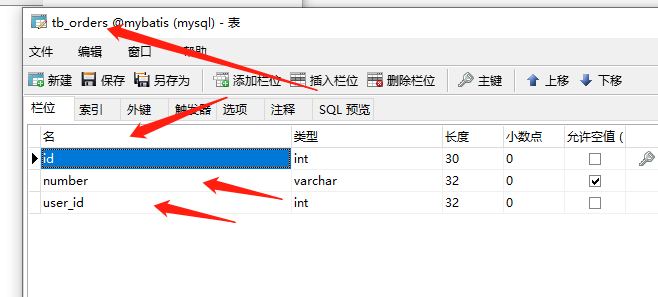 tb_orders @mybatis (mysql) - 表
文件 编辑 窗口 帮助
新建 保存 另存为 添加栏位 插入栏位 删除栏位 主键 上移 下移
栏位 索引 外键 触发器 选项 注释 SQL 预览
名 类型 长度 小数点 允许空值 (
id int 30 0
number varchar 32 0
user_id int 32 0